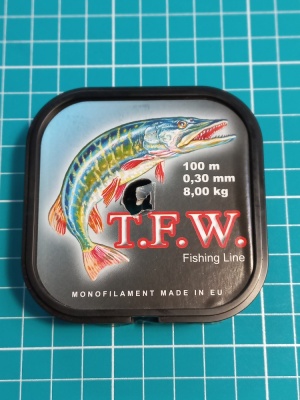 100 m
0,30 mm
8,00 kg
T.F.W.
Fishing Line
MONOFILAMENT MADE IN EU